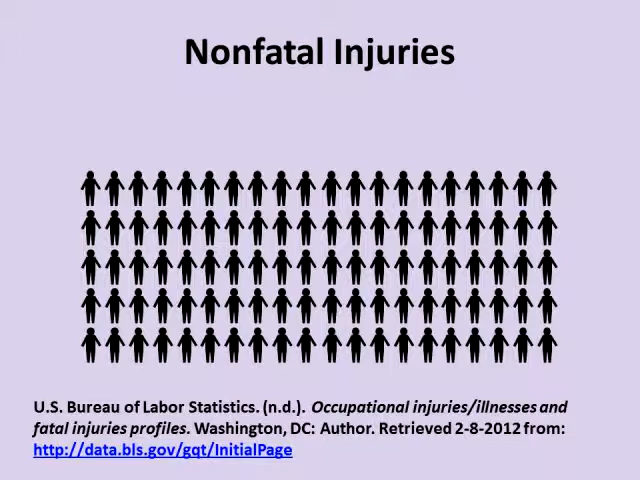 Nonfatal Injuries
U.S. Bureau of Labor Statistics. (n.d.). Occupational injuries/illnesses and
fatal injuries profiles. Washington, DC: Author. Retrieved 2-8-2012 from:
http://data.bls.gov/gqt/InitialPage